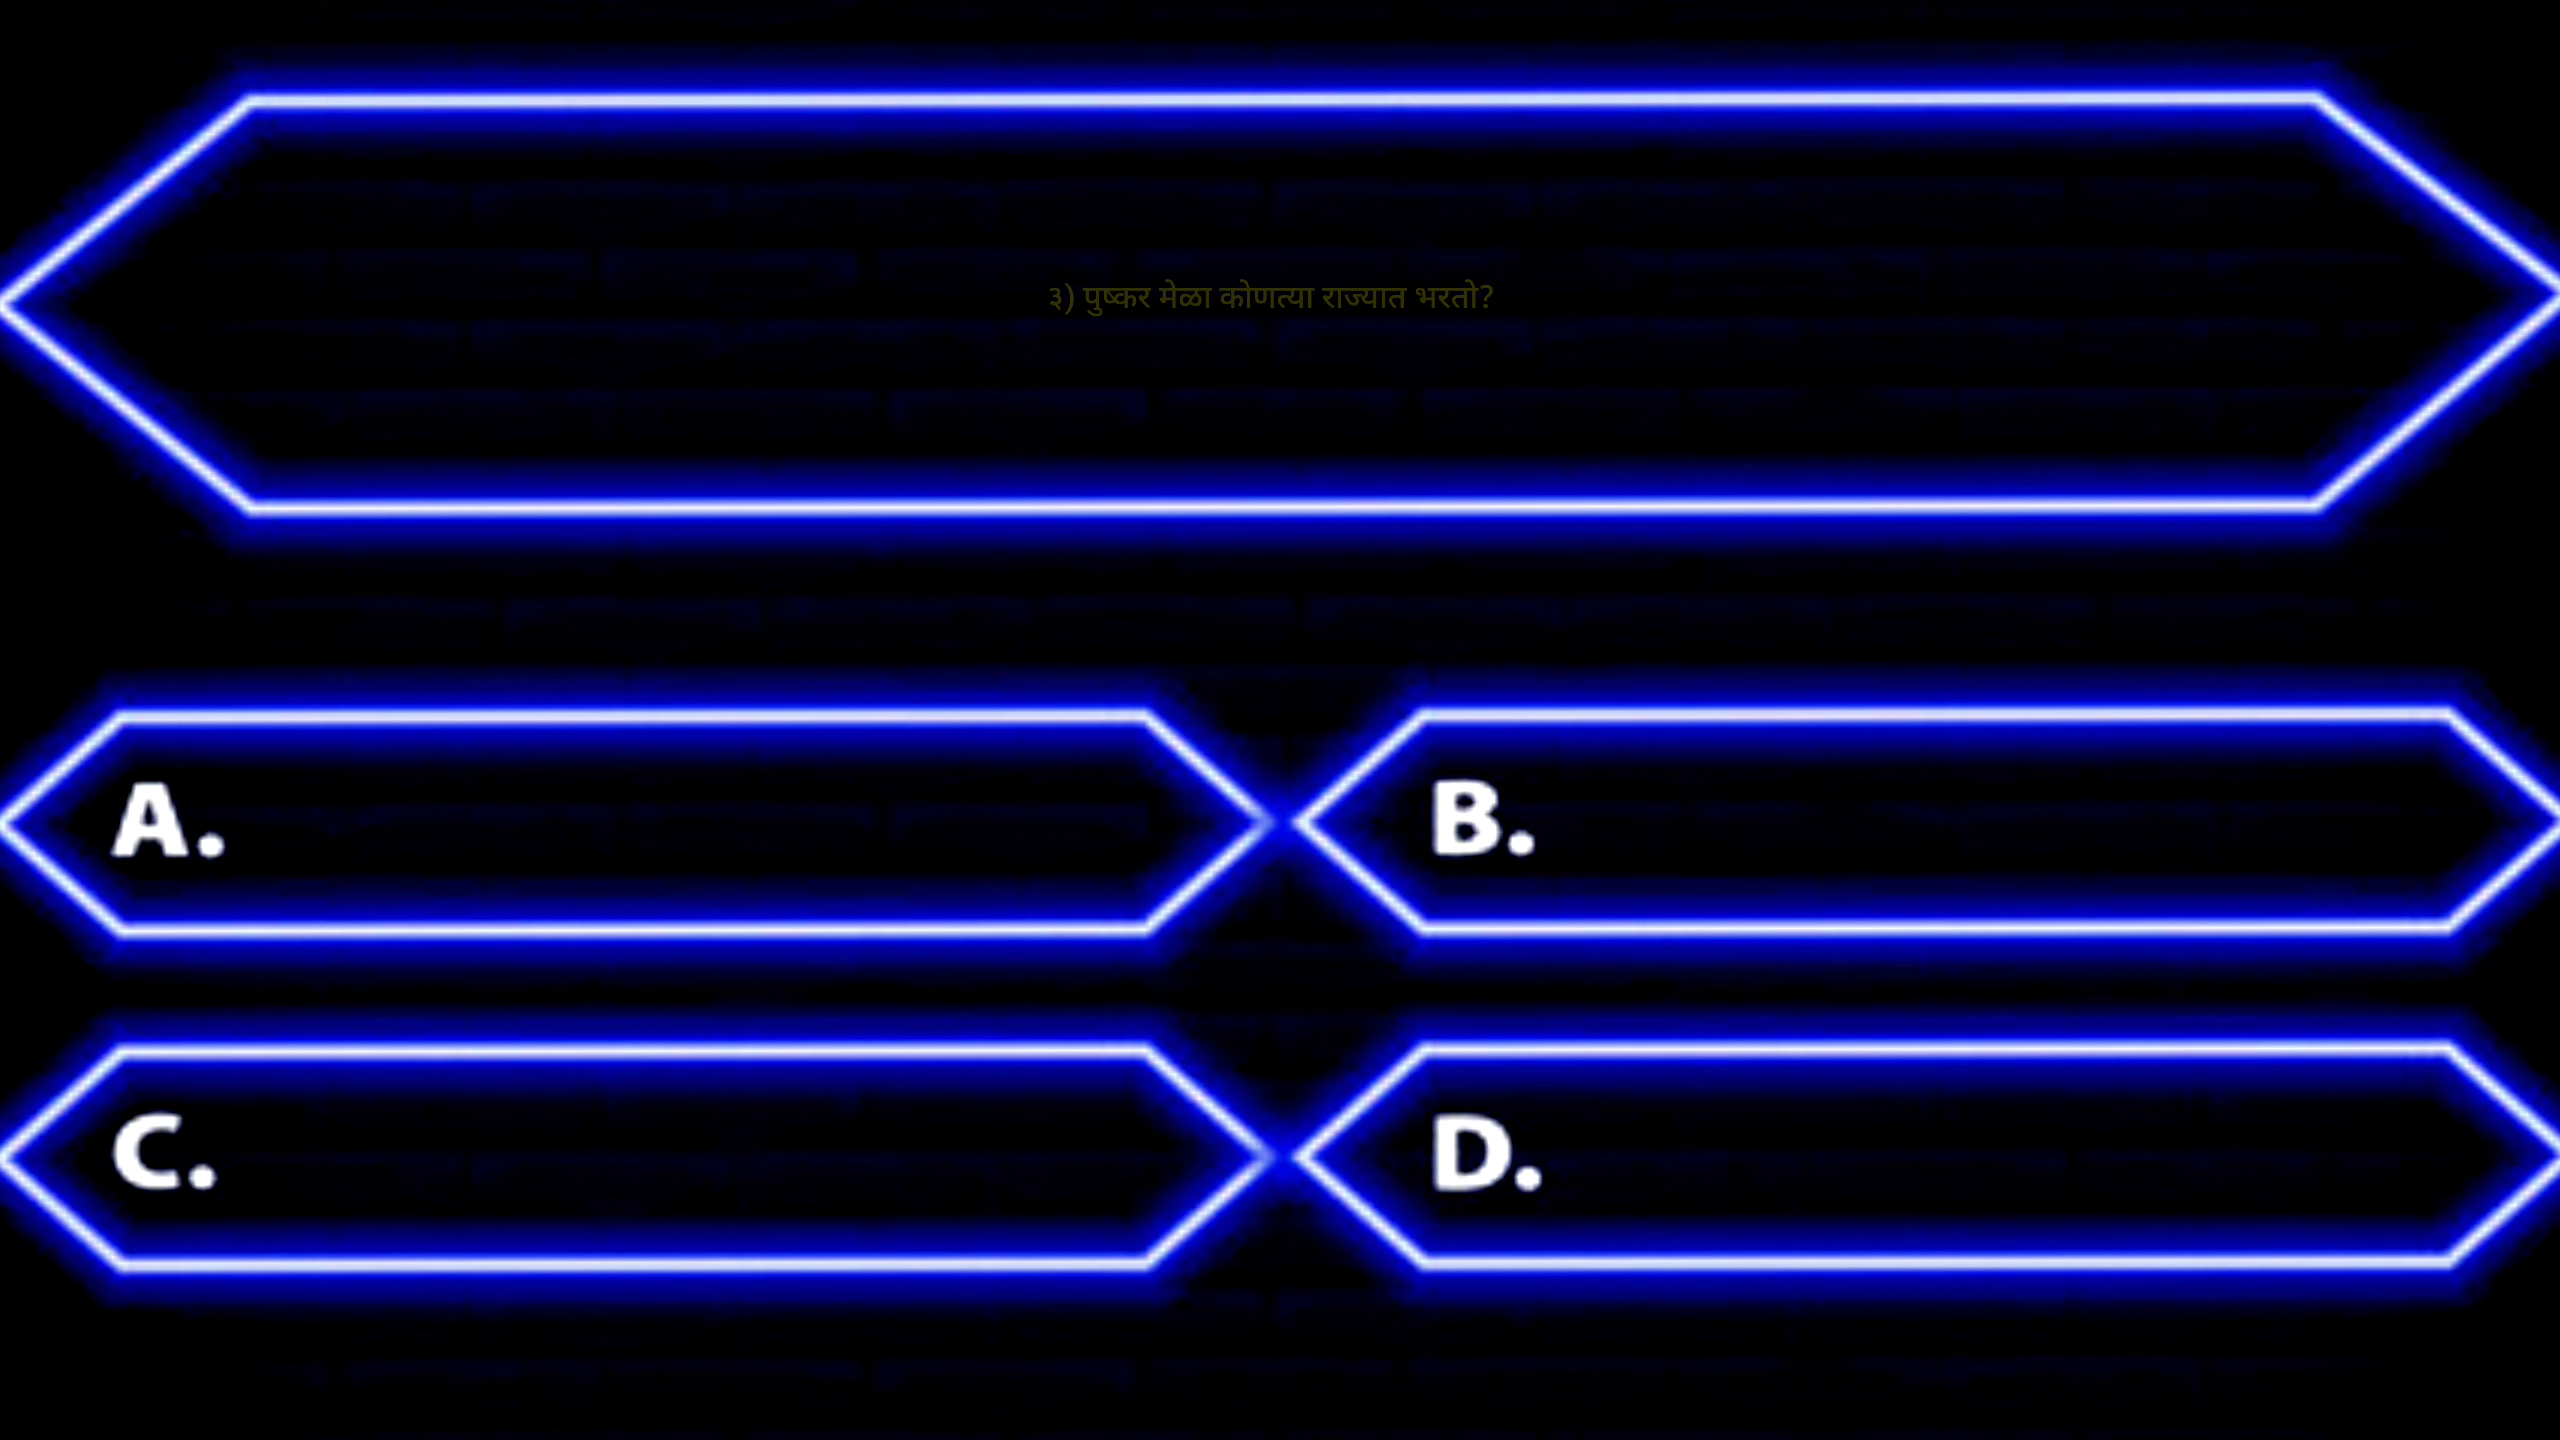 ३) पुष्कर मेळा कोणत्या राज्यात भरतो?
A.
B.
C.
D.